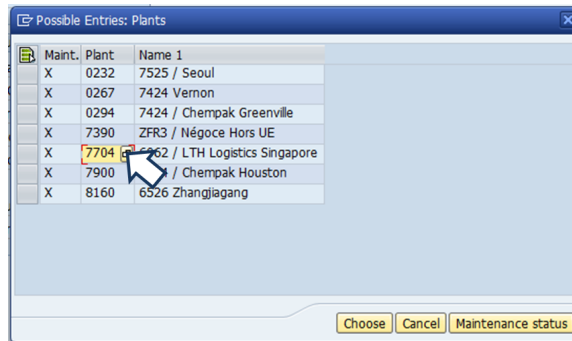 Possible Entries: Plants
Maint. Plant Name 1
X 0232 7525 / Seoul
X 0267 7424 Vernon
X 0294 7424 / Chempak Greenville
X 7390 ZFR3 / Négoce Hors UE
X 7704 / LTH Logistics Singapore
X 7900 / Chempak Houston
X 8160 6526 Zhangjiagang
Choose Cancel Maintenance status